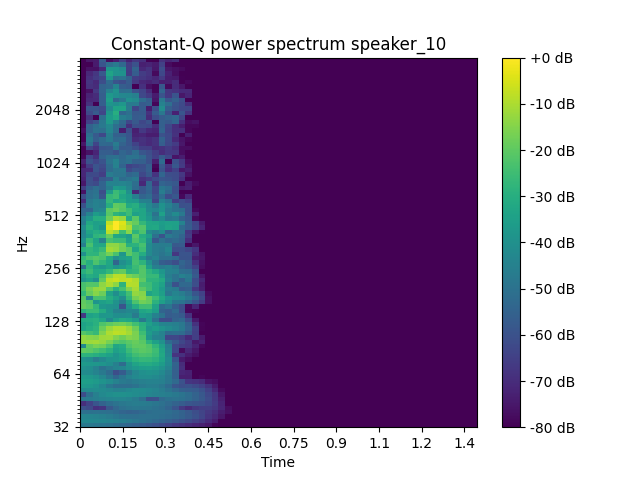 Constant-Q power spectrum speaker_10
Hz
2048
1024
512
256
128
64
32
0 0.15 0.3 0.45 0.6 0.75 0.9 1.1 1.2 1.4
Time
+0 dB
-10 dB
-20 dB
-30 dB
-40 dB
-50 dB
-60 dB
-70 dB
-80 dB